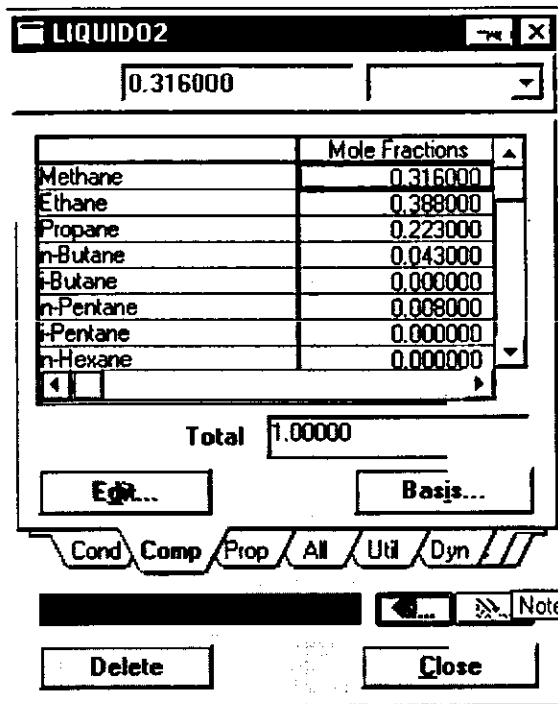 LIQUIDO2
0.316000
Mole Fractions
Methane 0.316000
Ethane 0.388000
Propane 0.223000
n-Butane 0.043000
i-Butane 0.000000
n-Pentane 0.008000
i-Pentane 0.000000
n-Hexane 0.000000
Total 1.00000
Edit... Basis...
Cond Comp Prop All Util Dyn
Note
Delete Close